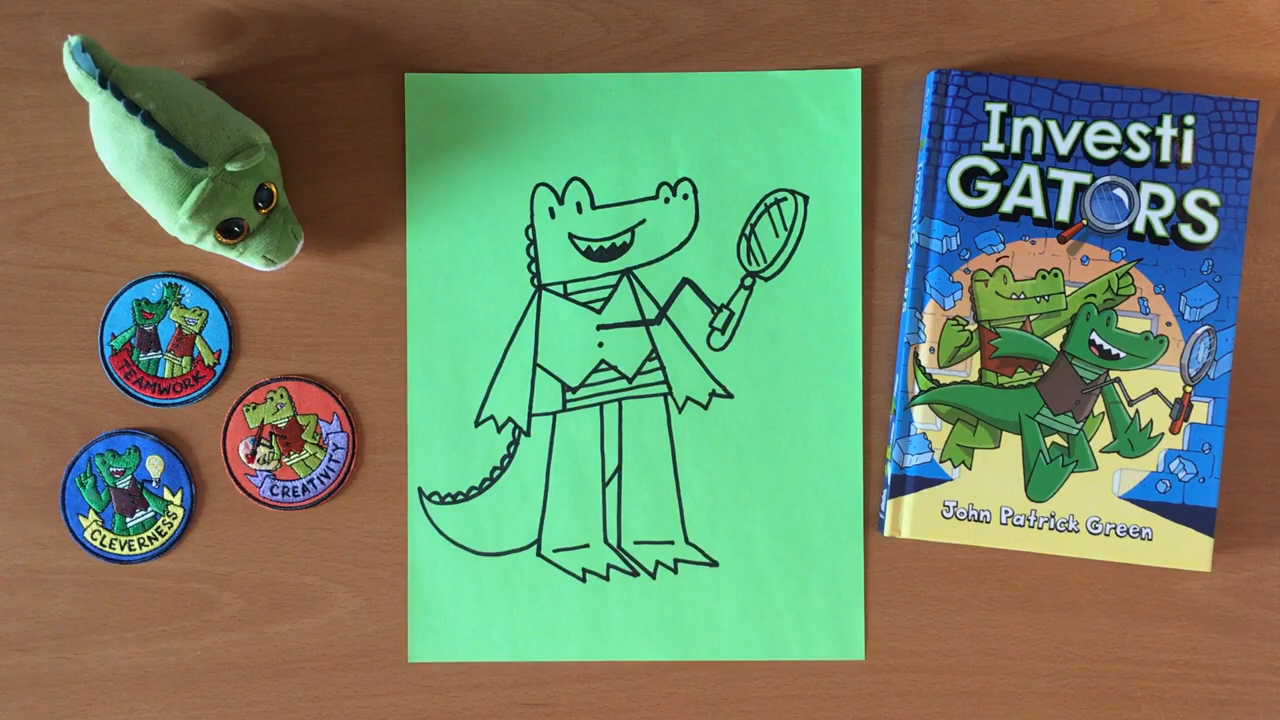 TEAMWORK
CREATIVITY
CLEVERNESS
Investi
GATORS
John Patrick Green